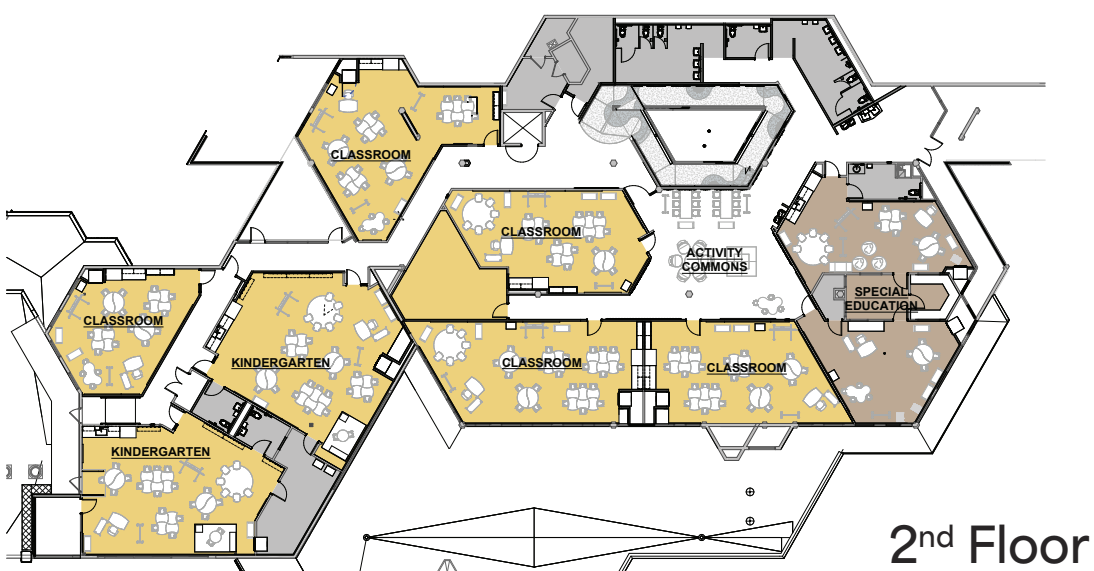 CLASSROOM
CLASSROOM
ACTIVITY
COMMONS
SPECIAL
EDUCATION
CLASSROOM
KINDERGARTEN
CLASSROOM
CLASSROOM
KINDERGARTEN
2nd Floor